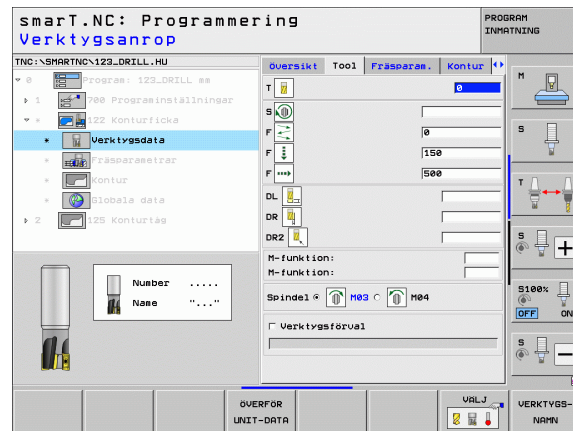 smarT.NC: Programmering
Verktygsanrop
PROGRAM
INMATNING
TNC:\SMARTNC\123_DRILL.HU
0 Program: 123_DRILL mm
1 700 Programinställningar
* 122 Konturficka
* Verktygsdata
* Fräsparametrar
* Kontur
* Globala data
2 125 Konturtåg
Number .....
Name "..."
Översikt Tool Fräsparam. Kontur
T 0
S
F 0
F 150
F 500
DL
DR
DR2
M-funktion:
M-funktion:
Spindel M03 M04
Verktygsförval
M
S
T
S
+
S100%
OFF ON
S
-
ÖVERFÖR
UNIT-DATA
VÄLJ
VERKTYGS-
NAMN